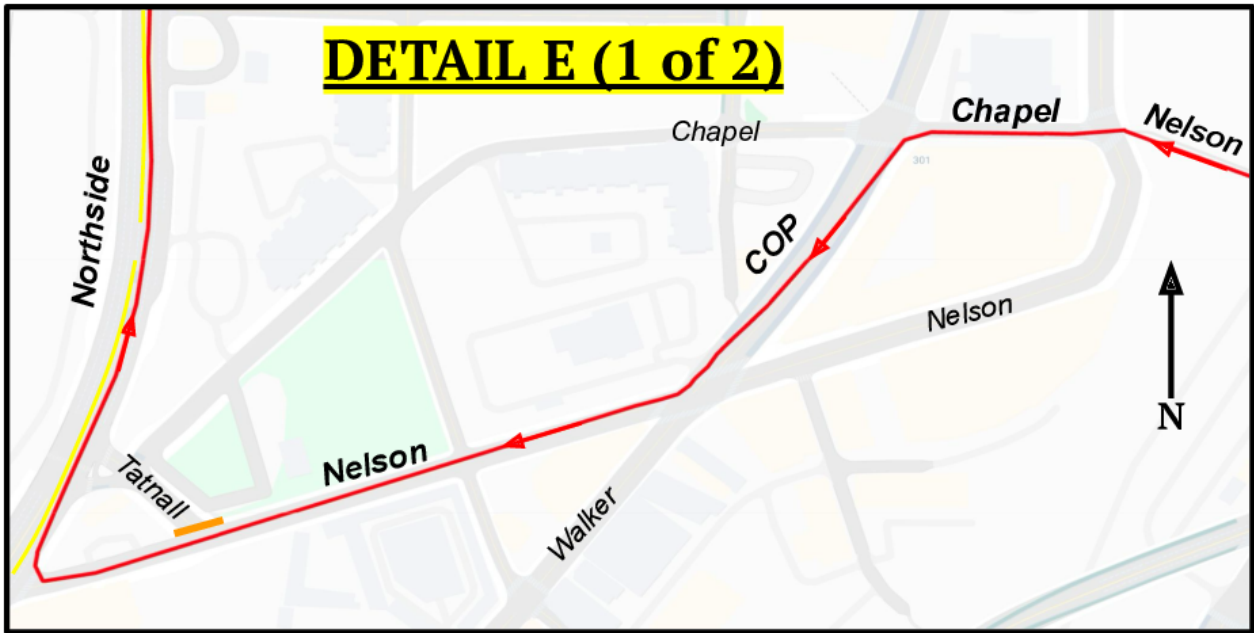 DETAIL E (1 of 2)
Chapel
Nelson
Chapel
301
Northside
COP
Nelson
N
Nelson
Tatnall
Walker